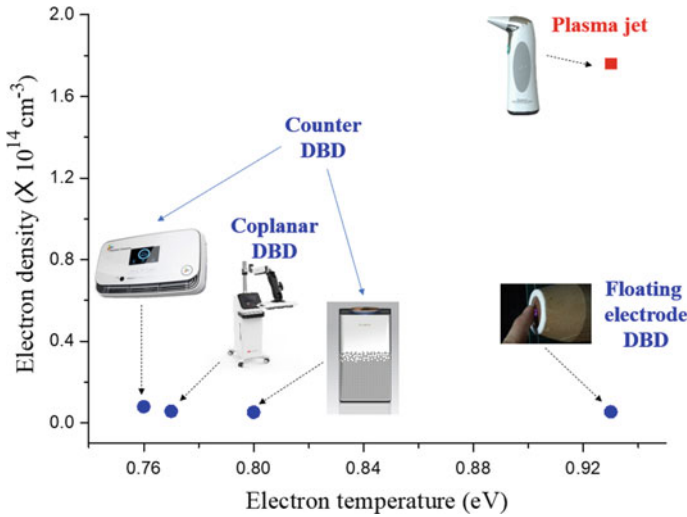 2.0
1.6
1.2
0.8
0.4
0.0
Electron density (X 10^14 cm^-3)
Plasma jet
Counter
DBD
Coplanar
DBD
Floating
electrode
DBD
0.76
0.80
0.84
0.88
0.92
Electron temperature (eV)